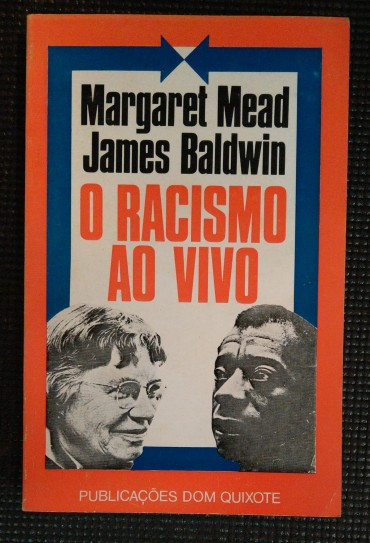 Margaret Mead
James Baldwin
O RACISMO
AO VIVO
PUBLICAÇÕES DOM QUIXOTE